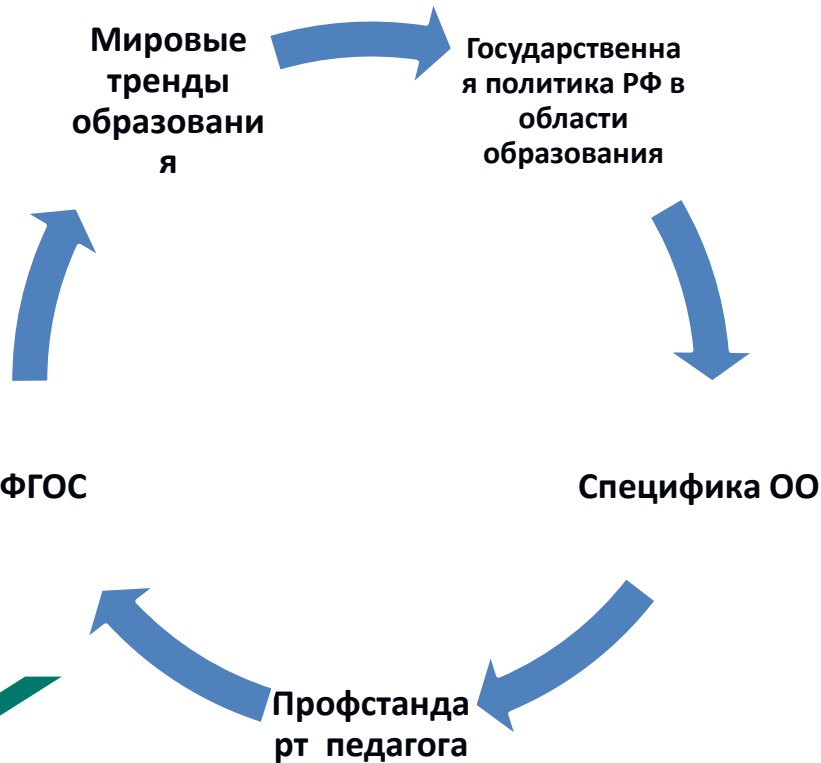 Мировые
тренды
образовани
я
Государственна
я политика РФ в
области
образования
Специфика ОО
Профстанда
рт педагога
ФГОС